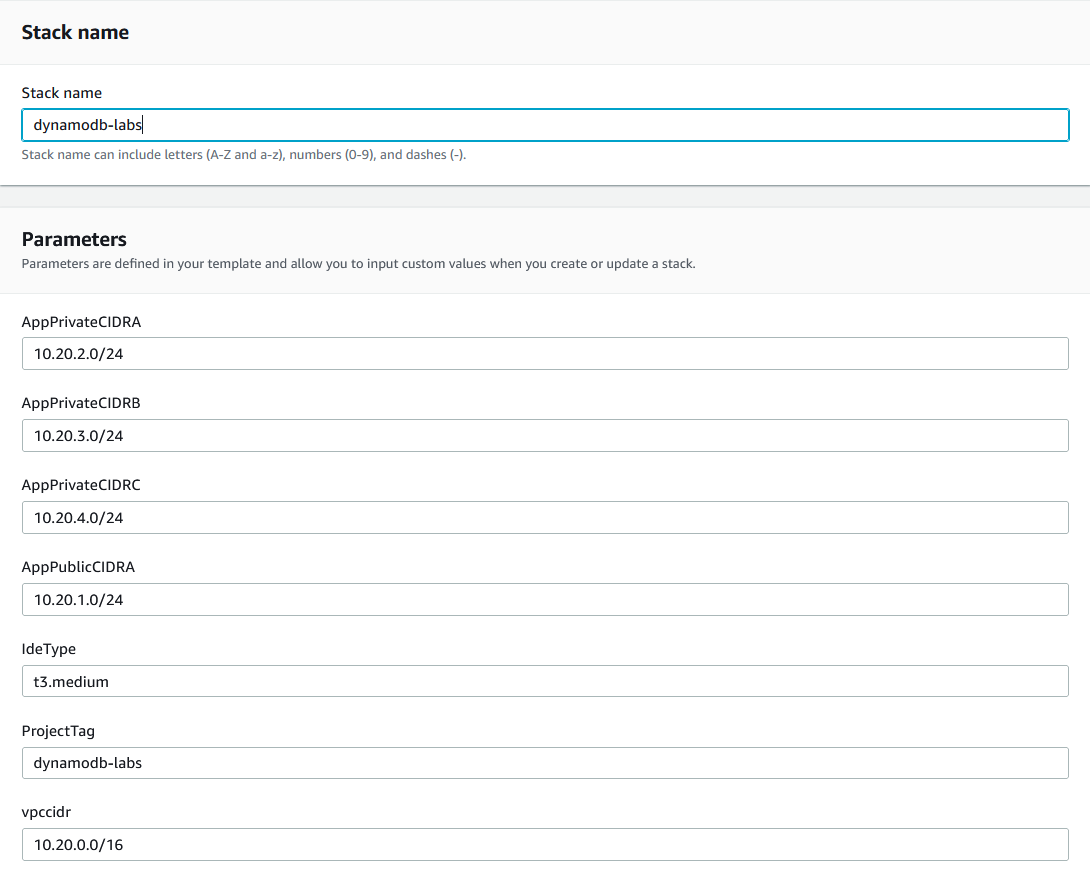 Stack name
Stack name
dynamodb-labs
Stack name can include letters (A-Z and a-z), numbers (0-9), and dashes (-).
Parameters
Parameters are defined in your template and allow you to input custom values when you create or update a stack.
AppPrivateCIDRA
10.20.2.0/24
AppPrivateCIDRB
10.20.3.0/24
AppPrivateCIDRC
10.20.4.0/24
AppPublicCIDRA
10.20.1.0/24
IdeType
t3.medium
ProjectTag
dynamodb-labs
vpccidr
10.20.0.0/16